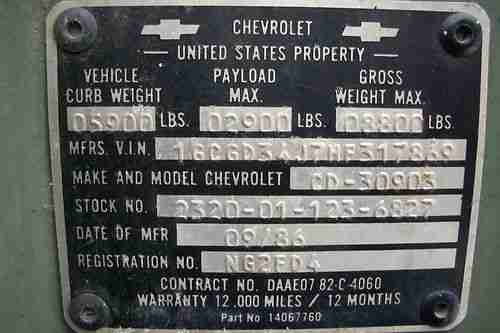 CHEVROLET
UNITED STATES PROPERTY
VEHICLE PAYLOAD GROSS
CURB WEIGHT MAX. WEIGHT MAX.
05900 LBS. 02900 LBS. 08800 LBS.
MFRS. V.I.N.
MAKE AND MODEL CHEVROLET CD-30903
STOCK NO. 2320-01-123-6827
DATE OF MFR 09/86
REGISTRATION NO. NG2FD4
CONTRACT NO. DAAE07 82-C-4060
WARRANTY 12,000 MILES / 12 MONTHS
Part No 14067760